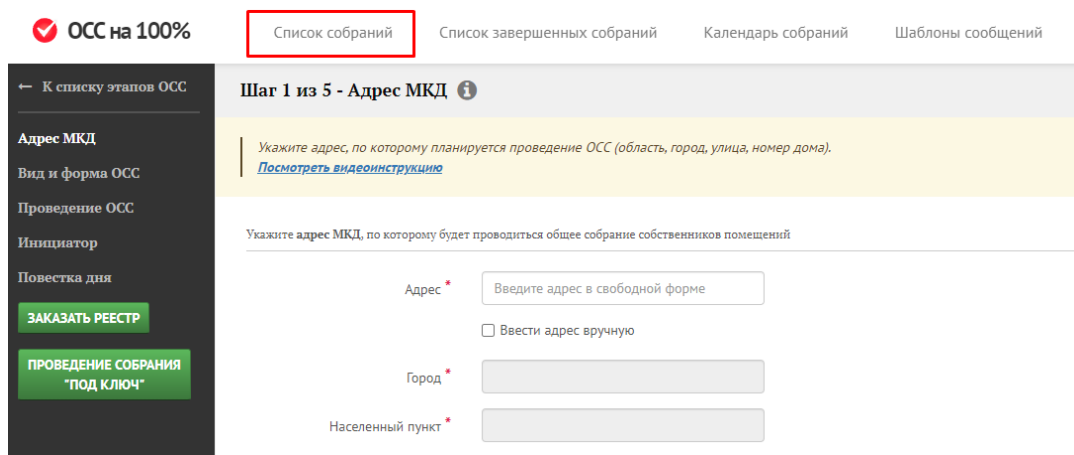 ОСС на 100%
Список собраний
Список завершенных собраний
Календарь собраний
Шаблоны сообщений
← К списку этапов ОСС
Адрес МКД
Вид и форма ОСС
Проведение ОСС
Инициатор
Повестка дня
ЗАКАЗАТЬ РЕЕСТР
ПРОВЕДЕНИЕ СОБРАНИЯ
"ПОД КЛЮЧ"
Шаг 1 из 5 - Адрес МКД
Укажите адрес, по которому планируется проведение ОСС (область, город, улица, номер дома).
Посмотреть видеоинструкцию
Укажите адрес МКД, по которому будет проводиться общее собрание собственников помещений
Адрес *
Введите адрес в свободной форме
Ввести адрес вручную
Город *
Населенный пункт *